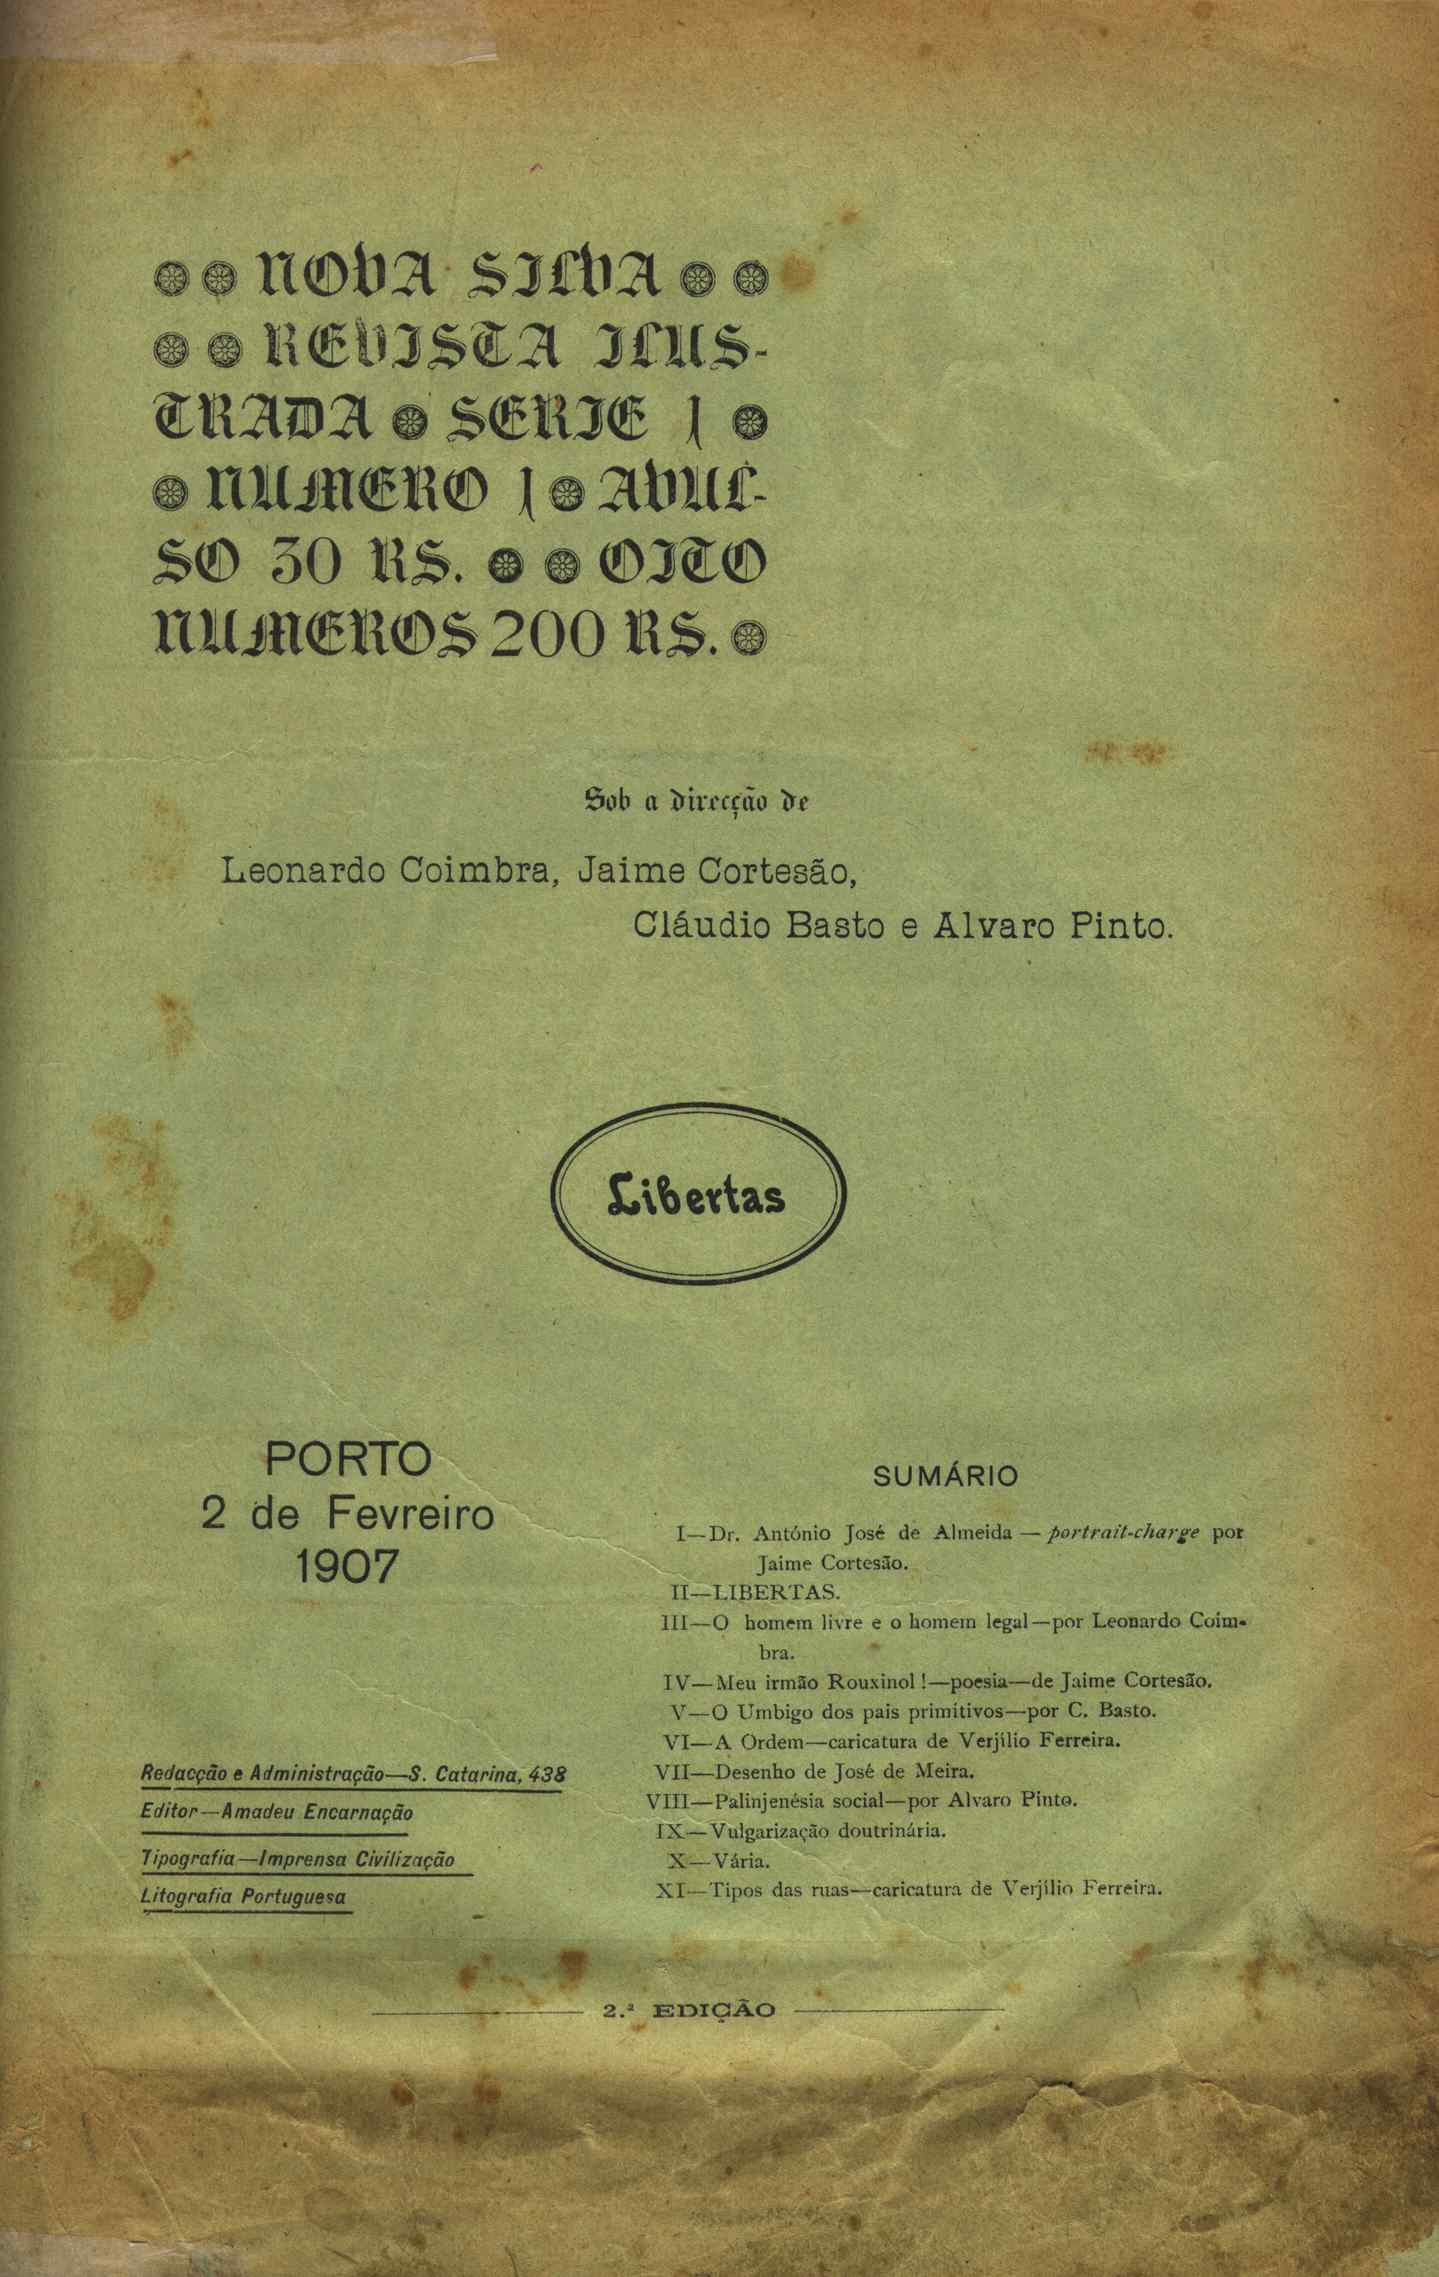 NOVA SILVA
REVISTA ILUS-
TRADA SERIE 1
NUMERO 1 AVUL-
SO 30 RS. OITO
NUMEROS 200 RS.
Sob a direcção de
Leonardo Coimbra, Jaime Cortesão,
Cláudio Basto e Alvaro Pinto.
Libertas
PORTO
2 de Fevreiro
1907
Redacção e Administração—S. Catarina, 438
Editor—Amadeu Encarnação
Tipografia—Imprensa Civilização
Litografia Portuguesa
SUMÁRIO
I—Dr. António José de Almeida — portrait-charge por
Jaime Cortesão.
II—LIBERTAS.
III—O homem livre e o homem legal—por Leonardo Coim-
bra.
IV—Meu irmão Rouxinol!—poesia—de Jaime Cortesão.
V—O Umbigo dos pais primitivos—por C. Basto.
VI—A Ordem—caricatura de Verjílio Ferreira.
VII—Desenho de José de Meira.
VIII—Palinjenésia social—por Alvaro Pinto.
IX—Vulgarização doutrinária.
X—Vária.
XI—Tipos das ruas—caricatura de Verjílio Ferreira.
2.ª EDIÇÃO